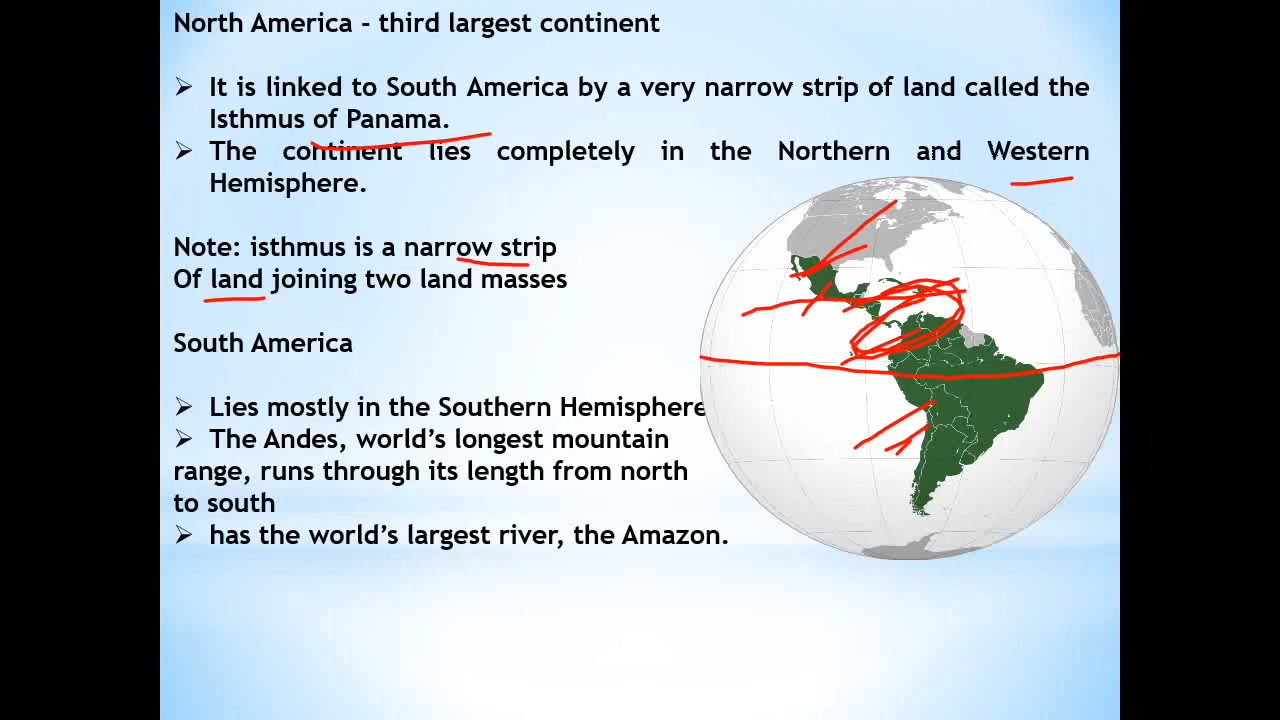 North America - third largest continent
➢ It is linked to South America by a very narrow strip of land called the
Isthmus of Panama.
➢ The continent lies completely in the Northern and Western
Hemisphere.
Note: isthmus is a narrow strip
Of land joining two land masses
South America
➢ Lies mostly in the Southern Hemisphere
➢ The Andes, world's longest mountain
range, runs through its length from north
to south
➢ has the world's largest river, the Amazon.